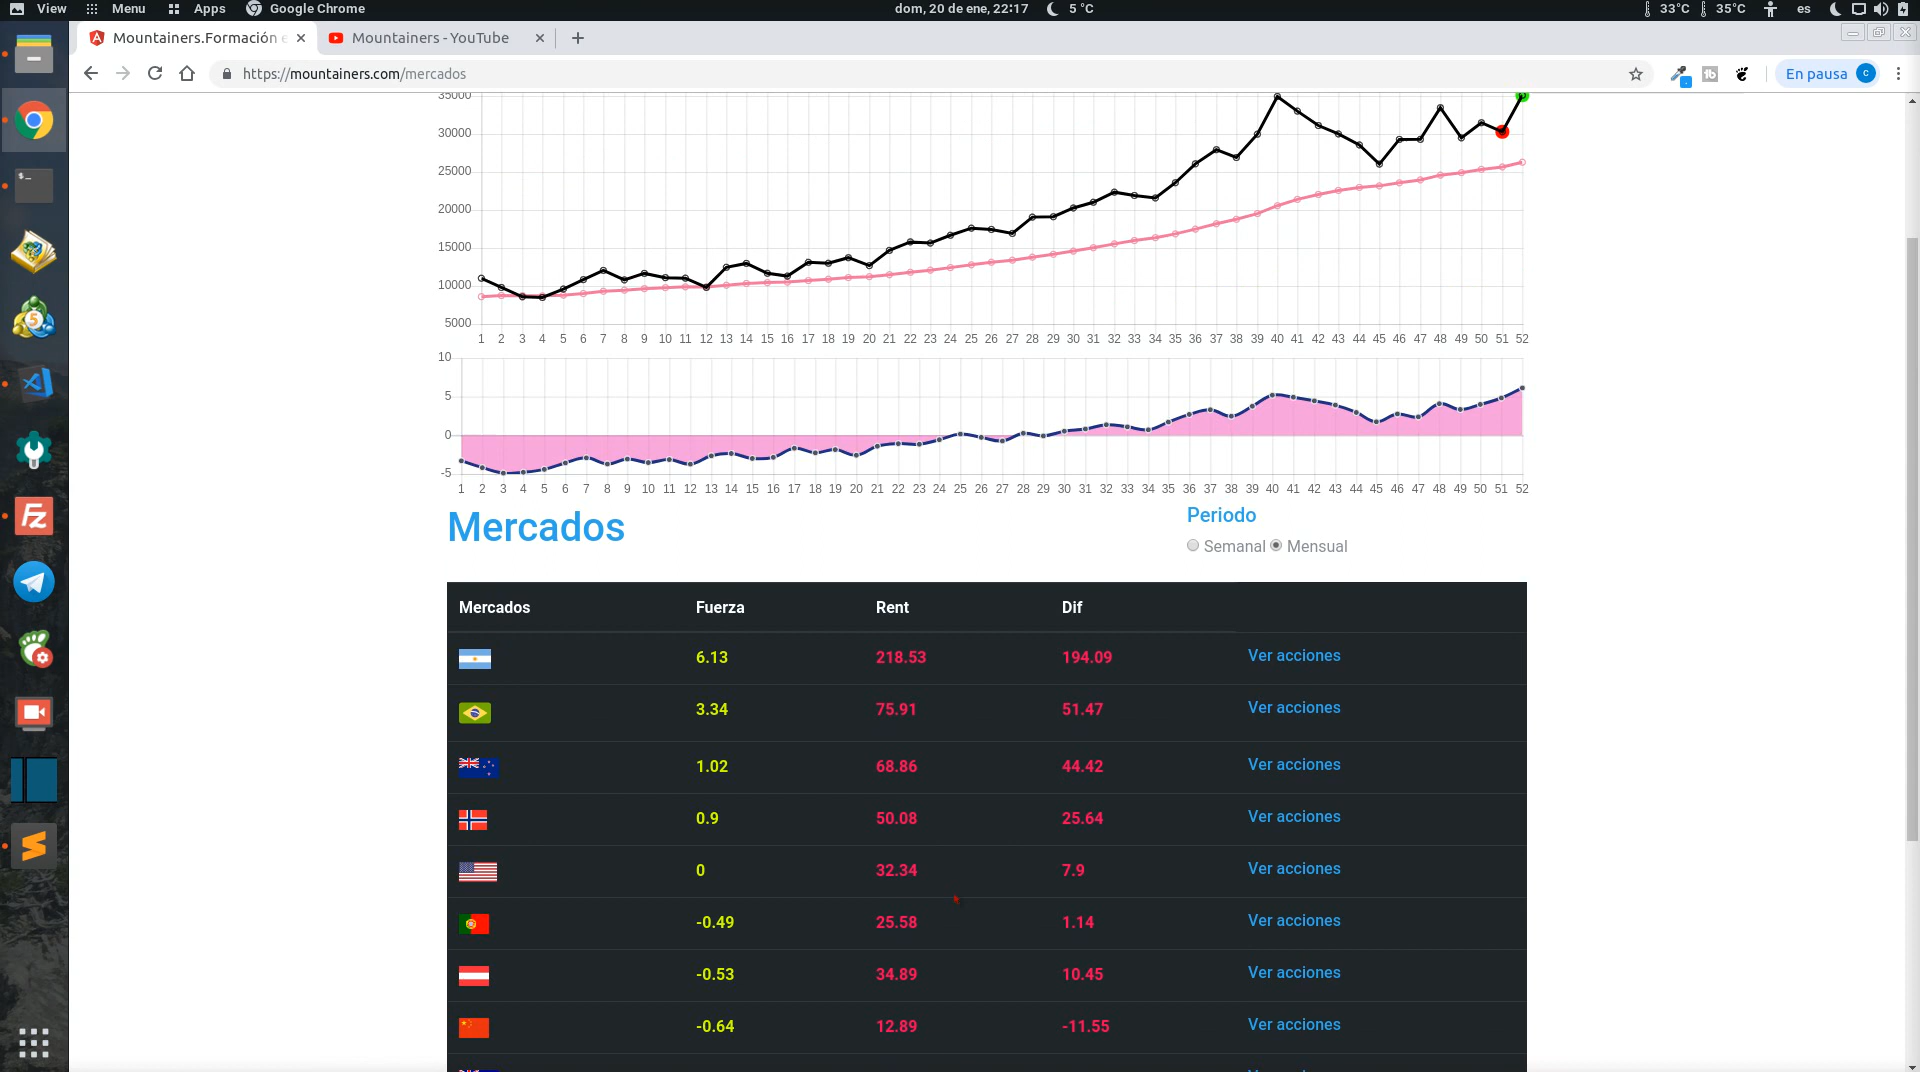 View Menu Apps Google Chrome dom, 20 de ene, 22:17 5 °C 33°C 35°C es
Mountainers.Formación e Mountainers - YouTube
https://mountainers.com/mercados En pausa c
35000
30000
25000
20000
15000
10000
5000
1 2 3 4 5 6 7 8 9 10 11 12 13 14 15 16 17 18 19 20 21 22 23 24 25 26 27 28 29 30 31 32 33 34 35 36 37 38 39 40 41 42 43 44 45 46 47 48 49 50 51 52
10
5
0
-5
1 2 3 4 5 6 7 8 9 10 11 12 13 14 15 16 17 18 19 20 21 22 23 24 25 26 27 28 29 30 31 32 33 34 35 36 37 38 39 40 41 42 43 44 45 46 47 48 49 50 51 52
Mercados
Periodo
Semanal Mensual
Mercados Fuerza Rent Dif
6.13 218.53 194.09 Ver acciones
3.34 75.91 51.47 Ver acciones
1.02 68.86 44.42 Ver acciones
0.9 50.08 25.64 Ver acciones
0 32.34 7.9 Ver acciones
-0.49 25.58 1.14 Ver acciones
-0.53 34.89 10.45 Ver acciones
-0.64 12.89 -11.55 Ver acciones